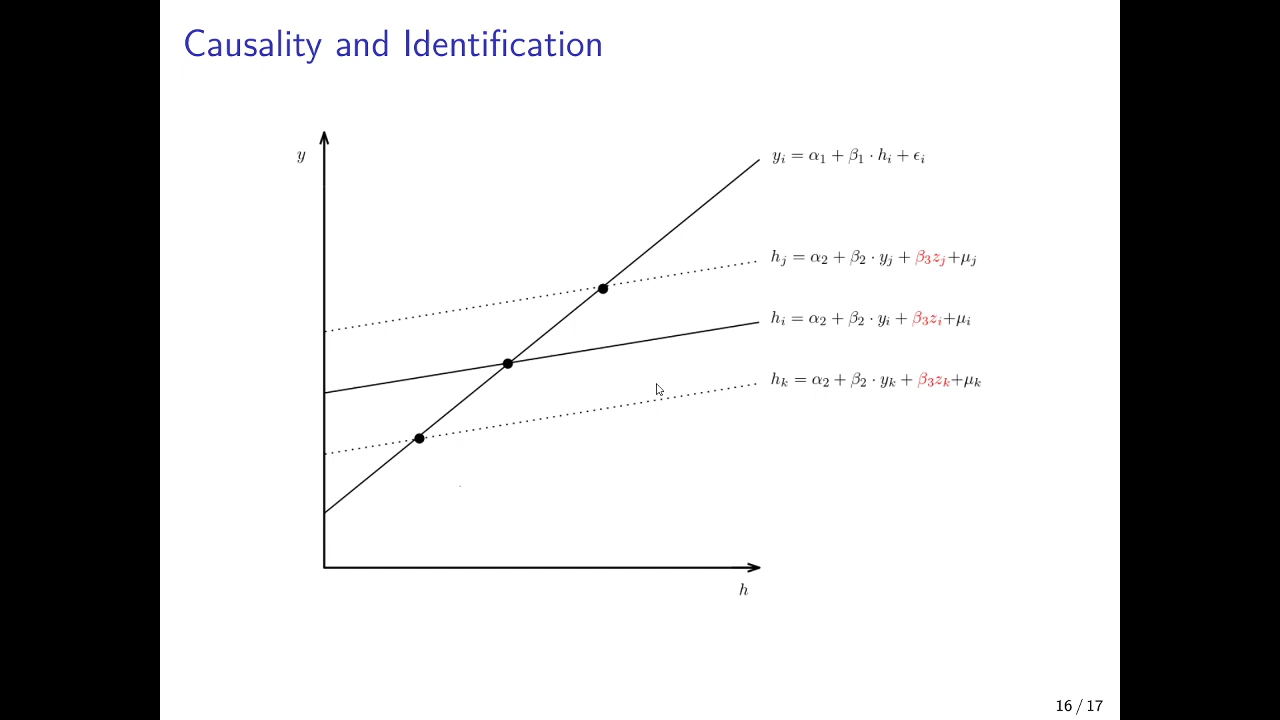 Causality and Identification
y
y_i = α_1 + β_1 · h_i + ϵ_i
h_j = α_2 + β_2 · y_j + β_3z_j+μ_j
h_i = α_2 + β_2 · y_i + β_3z_i+μ_i
h_k = α_2 + β_2 · y_k + β_3z_k+μ_k
h
16 / 17